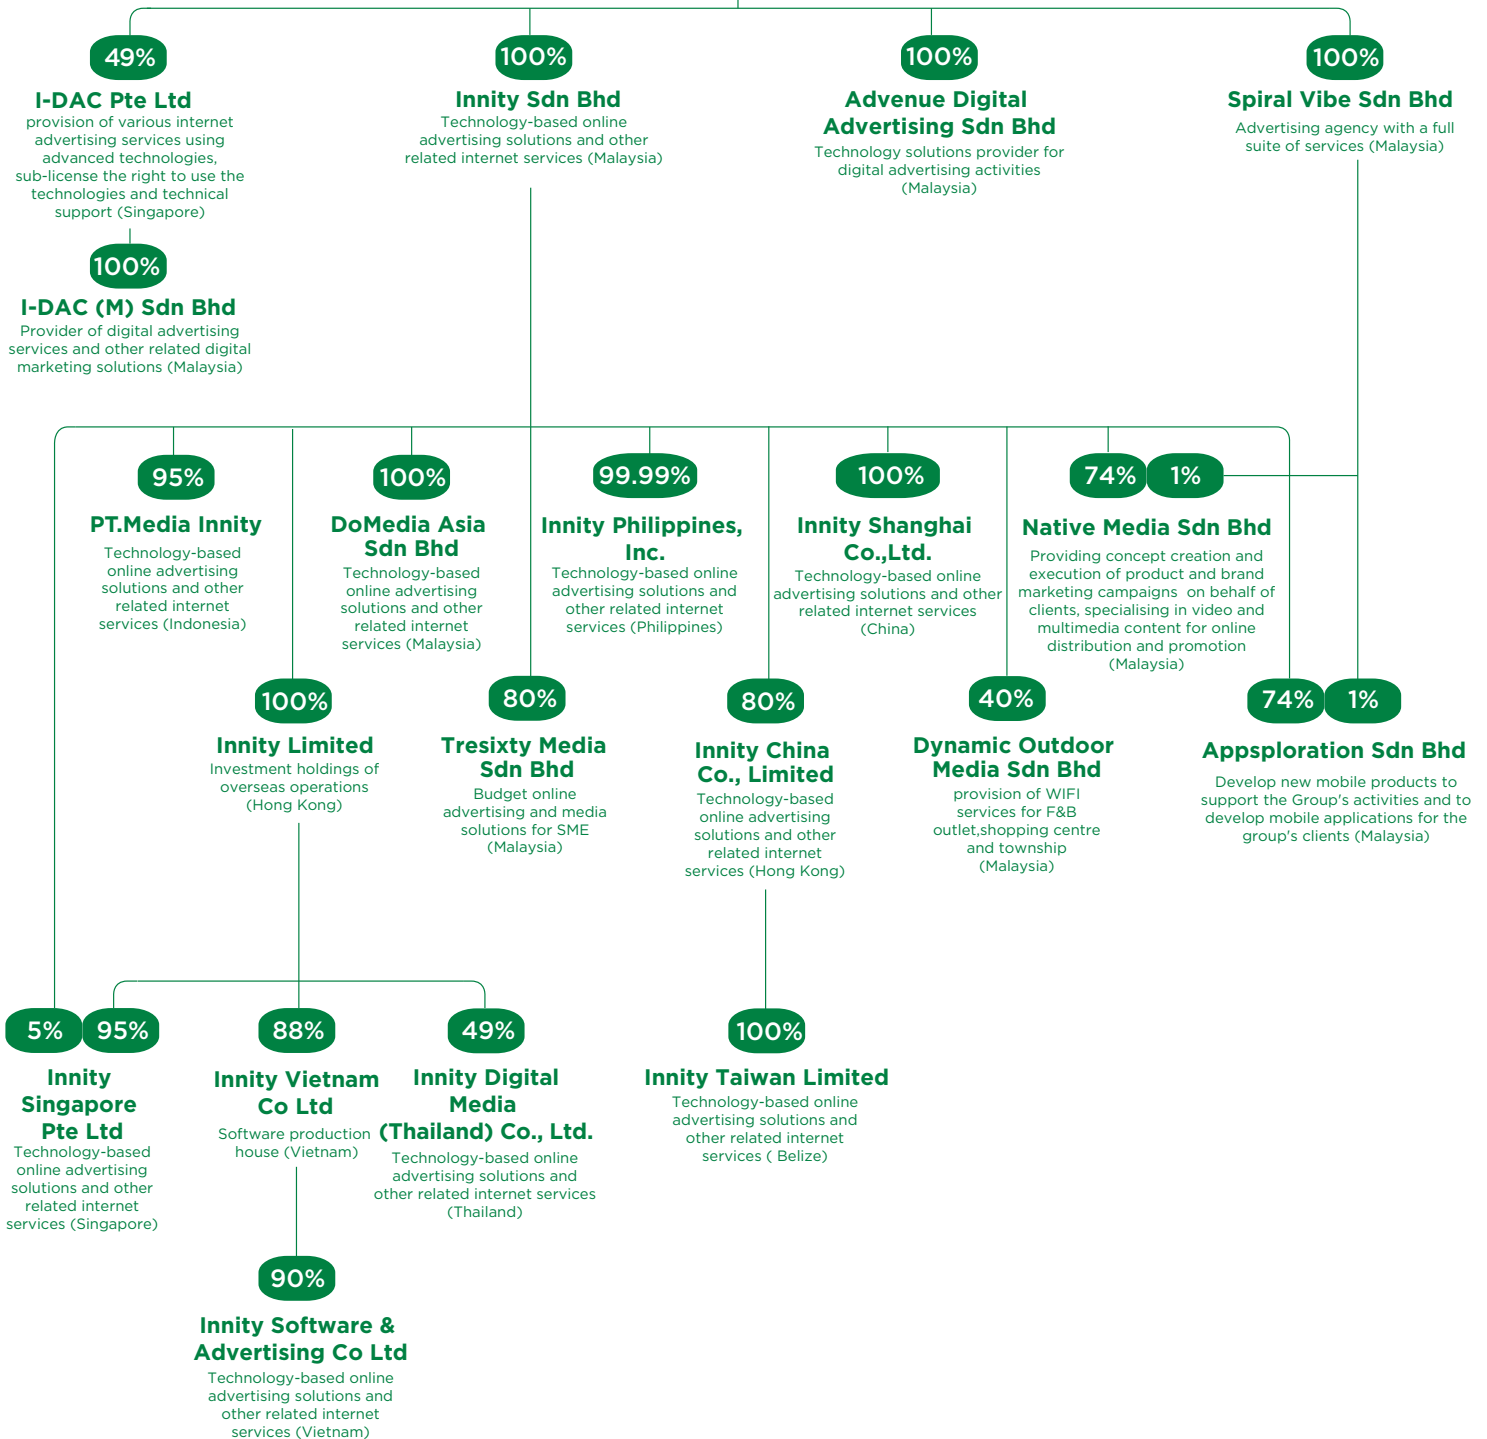 49%
I-DAC Pte Ltd
provision of various internet
advertising services using
advanced technologies,
sub-license the right to use the
technologies and technical
support (Singapore)
100%
I-DAC (M) Sdn Bhd
Provider of digital advertising
services and other related digital
marketing solutions (Malaysia)
100%
Innity Sdn Bhd
Technology-based online
advertising solutions and other
related internet services (Malaysia)
100%
Advenue Digital
Advertising Sdn Bhd
Technology solutions provider for
digital advertising activities
(Malaysia)
100%
Spiral Vibe Sdn Bhd
Advertising agency with a full
suite of services (Malaysia)
95%
PT.Media Innity
Technology-based
online advertising
solutions and other
related internet
services (Indonesia)
100%
DoMedia Asia
Sdn Bhd
Technology-based
online advertising
solutions and other
related internet
services (Malaysia)
99.99%
Innity Philippines,
Inc.
Technology-based online
advertising solutions and
other related internet
services (Philippines)
100%
Innity Shanghai
Co.,Ltd.
Technology-based online
advertising solutions and other
related internet services
(China)
74% 1%
Native Media Sdn Bhd
Providing concept creation and
execution of product and brand
marketing campaigns on behalf of
clients, specialising in video and
multimedia content for online
distribution and promotion
(Malaysia)
100%
Innity Limited
Investment holdings of
overseas operations
(Hong Kong)
80%
Tresixty Media
Sdn Bhd
Budget online
advertising and media
solutions for SME
(Malaysia)
80%
Innity China
Co., Limited
Technology-based
online advertising
solutions and other
related internet
services (Hong Kong)
40%
Dynamic Outdoor
Media Sdn Bhd
provision of WIFI
services for F&B
outlet,shopping centre
and township
(Malaysia)
74% 1%
Appsploration Sdn Bhd
Develop new mobile products to
support the Group's activities and to
develop mobile applications for the
group's clients (Malaysia)
5% 95%
Innity
Singapore
Pte Ltd
Technology-based
online advertising
solutions and other
related internet
services (Singapore)
88%
Innity Vietnam
Co Ltd
Software production
house (Vietnam)
49%
Innity Digital
Media
(Thailand) Co., Ltd.
Technology-based online
advertising solutions and
other related internet services
(Thailand)
100%
Innity Taiwan Limited
Technology-based online
advertising solutions and
other related internet
services ( Belize)
90%
Innity Software &
Advertising Co Ltd
Technology-based online
advertising solutions and
other related internet
services (Vietnam)